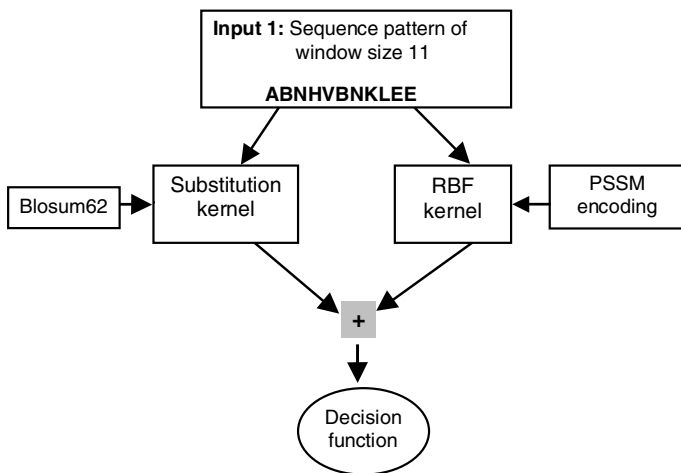 Input 1: Sequence pattern of
window size 11
ABNHVBNKLEE
Substitution
kernel
RBF
kernel
PSSM
encoding
Blosum62
+
Decision
function